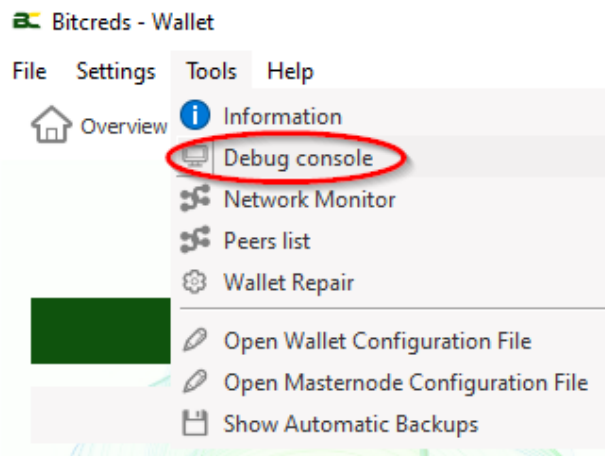 Bitcreds - Wallet
File Settings Tools Help
Overview
Information
Debug console
Network Monitor
Peers list
Wallet Repair
Open Wallet Configuration File
Open Masternode Configuration File
Show Automatic Backups